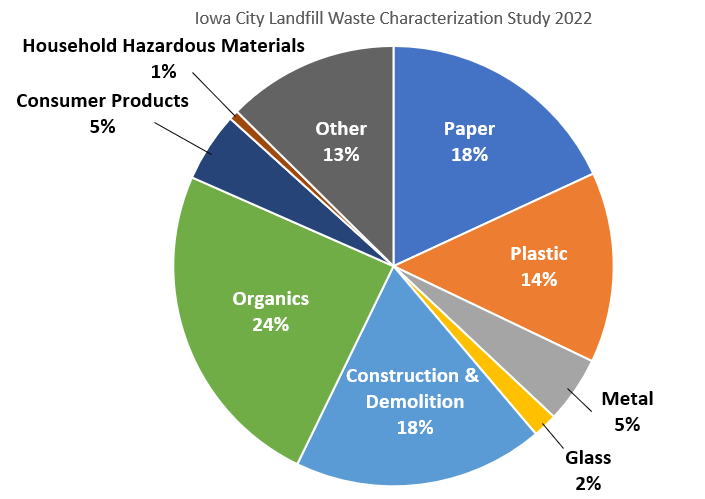 Iowa City Landfill Waste Characterization Study 2022
Household Hazardous Materials
1%
Consumer Products
5%
Other
13%
Paper
18%
Plastic
14%
Organics
24%
Construction &
Demolition
18%
Metal
5%
Glass
2%